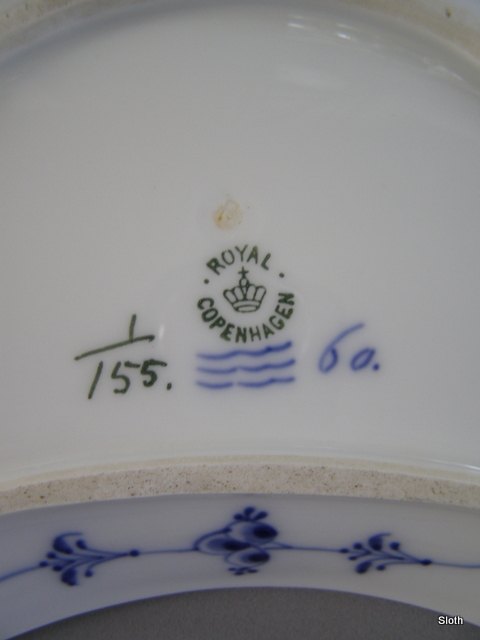 ROYAL
COPENHAGEN
1
155.
60.
Sloth